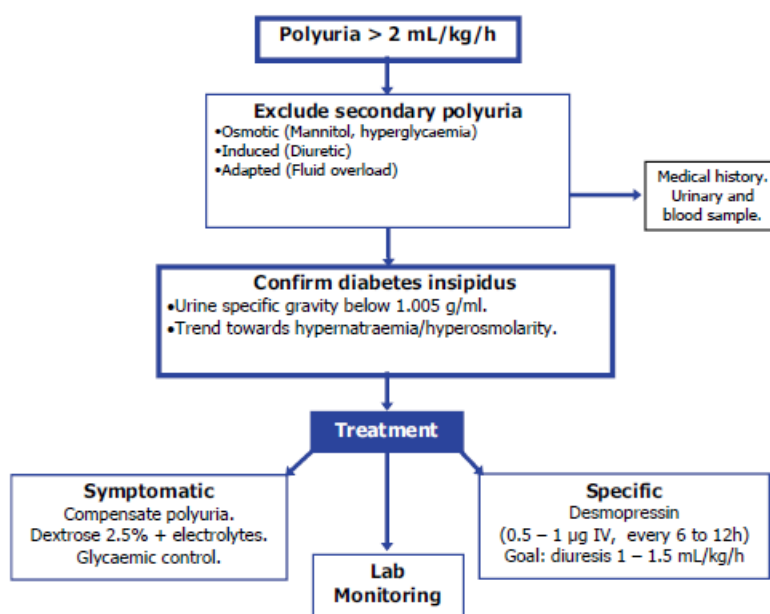 Polyuria > 2 mL/kg/h
Exclude secondary polyuria
•Osmotic (Mannitol, hyperglycaemia)
•Induced (Diuretic)
•Adapted (Fluid overload)
Medical history.
Urinary and
blood sample.
Confirm diabetes insipidus
•Urine specific gravity below 1.005 g/ml.
•Trend towards hypernatraemia/hyperosmolarity.
Treatment
Symptomatic
Compensate polyuria.
Dextrose 2.5% + electrolytes.
Glycaemic control.
Lab
Monitoring
Specific
Desmopressin
(0.5 – 1 µg IV, every 6 to 12h)
Goal: diuresis 1 – 1.5 mL/kg/h